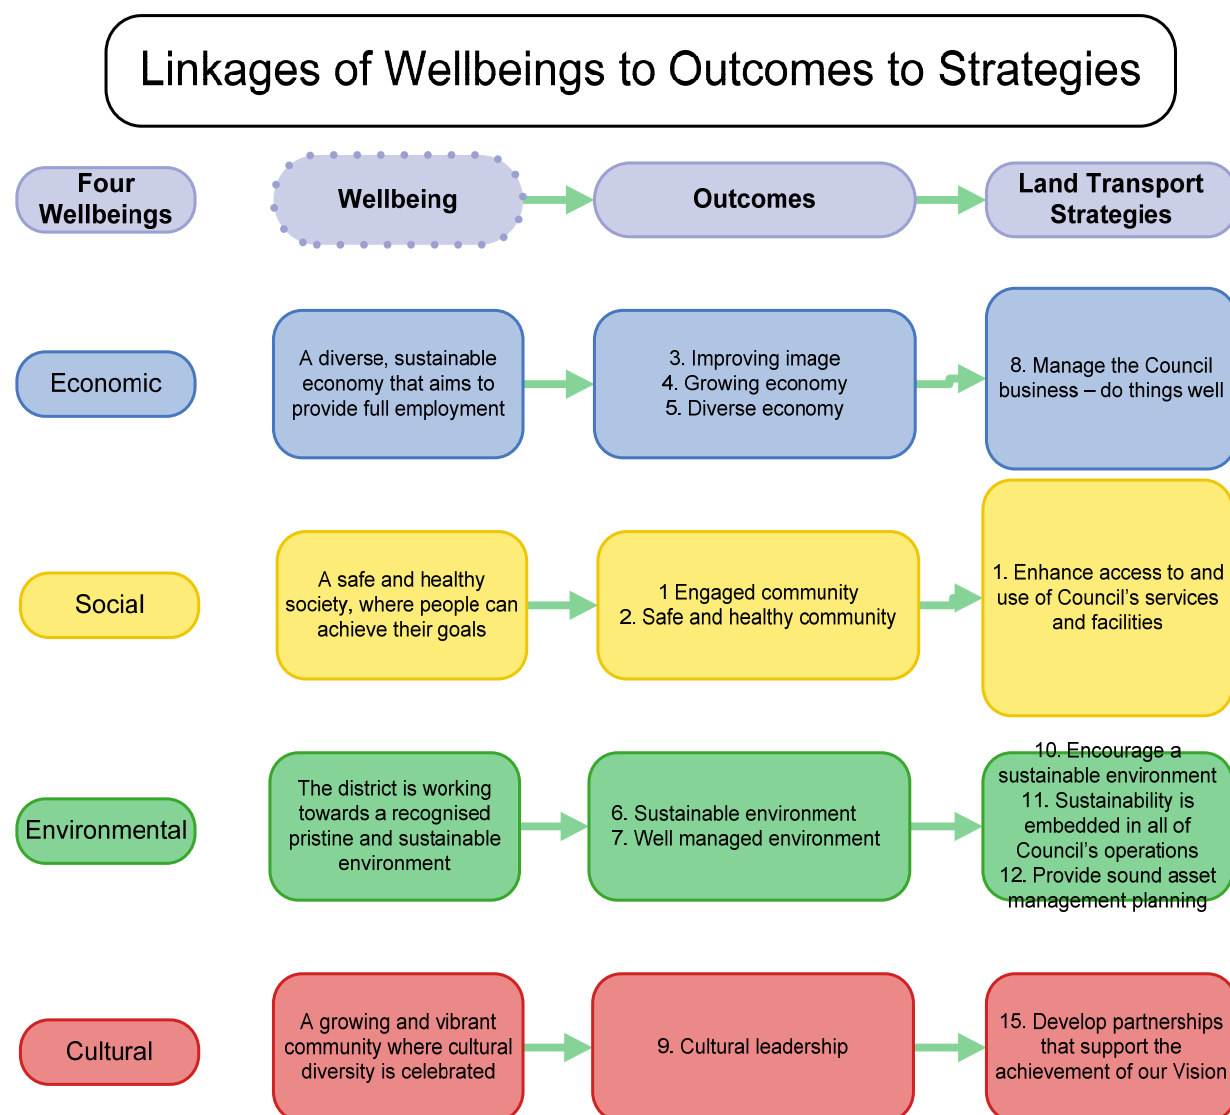 Linkages of Wellbeings to Outcomes to Strategies
Four
Wellbeings
Wellbeing
Outcomes
Land Transport
Strategies
Economic
A diverse, sustainable
economy that aims to
provide full employment
3. Improving image
4. Growing economy
5. Diverse economy
8. Manage the Council
business – do things well
Social
A safe and healthy
society, where people can
achieve their goals
1 Engaged community
2. Safe and healthy community
1. Enhance access to and
use of Council's services
and facilities
Environmental
The district is working
towards a recognised
pristine and sustainable
environment
6. Sustainable environment
7. Well managed environment
10. Encourage a
sustainable environment
11. Sustainability is
embedded in all of
Council's operations
12. Provide sound asset
management planning
Cultural
A growing and vibrant
community where cultural
diversity is celebrated
9. Cultural leadership
15. Develop partnerships
that support the
achievement of our Vision